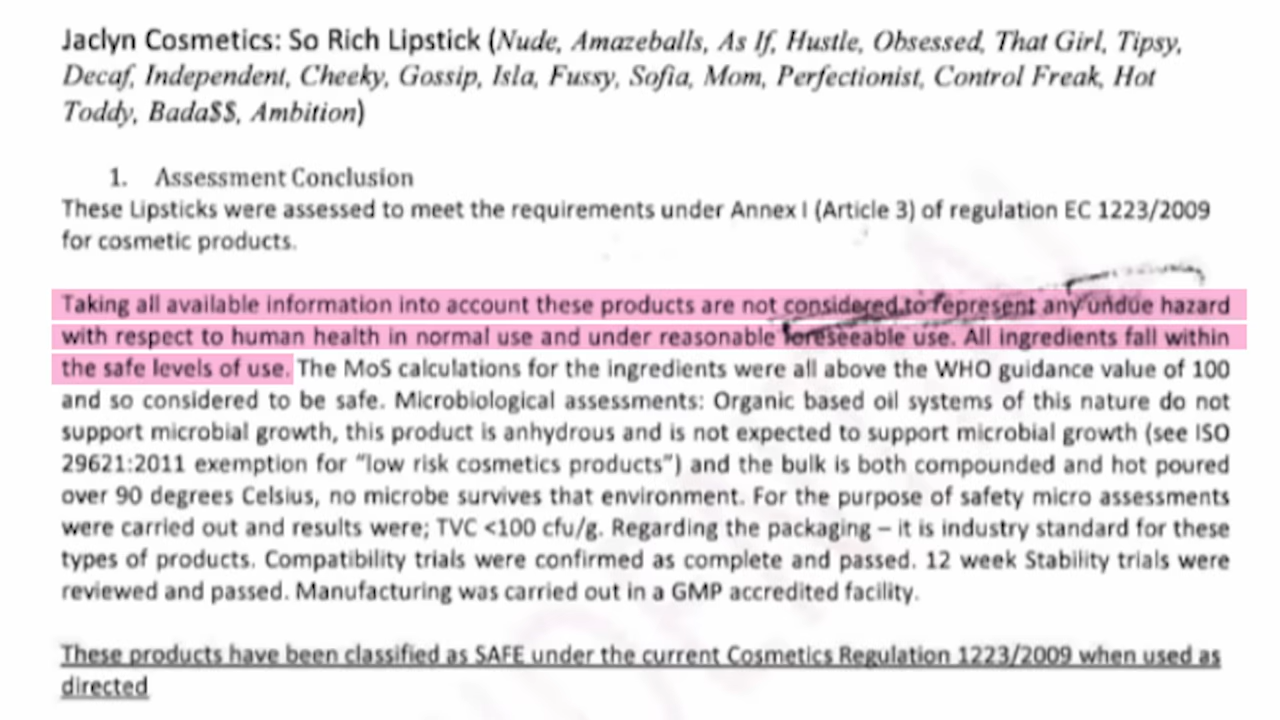 Jaclyn Cosmetics: So Rich Lipstick (Nude, Amazeballs, As If, Hustle, Obsessed, That Girl, Tipsy,
Decaf, Independent, Cheeky, Gossip, Isla, Fussy, Sofia, Mom, Perfectionist, Control Freak, Hot
Toddy, Bada$$, Ambition)
1. Assessment Conclusion
These Lipsticks were assessed to meet the requirements under Annex I (Article 3) of regulation EC 1223/2009
for cosmetic products.
Taking all available information into account these products are not considered to represent any undue hazard
with respect to human health in normal use and under reasonable foreseeable use. All ingredients fall within
the safe levels of use. The MoS calculations for the ingredients were all above the WHO guidance value of 100
and so considered to be safe. Microbiological assessments: Organic based oil systems of this nature do not
support microbial growth, this product is anhydrous and is not expected to support microbial growth (see ISO
29621:2011 exemption for “low risk cosmetics products”) and the bulk is both compounded and hot poured
over 90 degrees Celsius, no microbe survives that environment. For the purpose of safety micro assessments
were carried out and results were; TVC <100 cfu/g. Regarding the packaging – it is industry standard for these
types of products. Compatibility trials were confirmed as complete and passed. 12 week Stability trials were
reviewed and passed. Manufacturing was carried out in a GMP accredited facility.
These products have been classified as SAFE under the current Cosmetics Regulation 1223/2009 when used as
directed